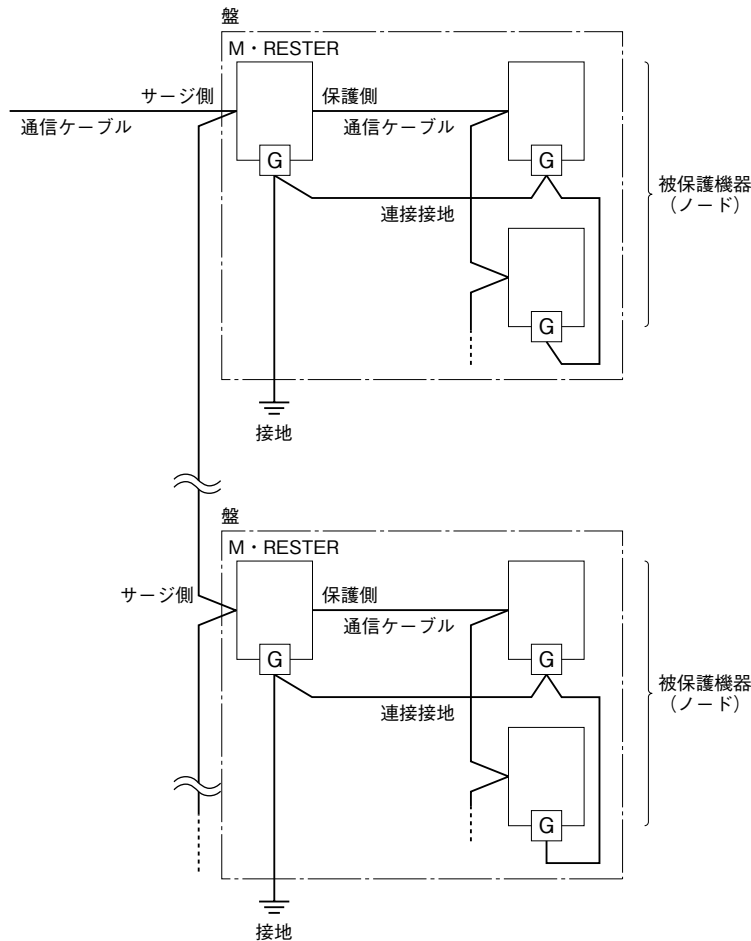 盤
M・RESTER
サージ側
保護側
通信ケーブル
通信ケーブル
G
G
被保護機器
（ノード）
連接接地
G
接地
盤
M・RESTER
サージ側
保護側
通信ケーブル
G
G
被保護機器
（ノード）
連接接地
G
接地